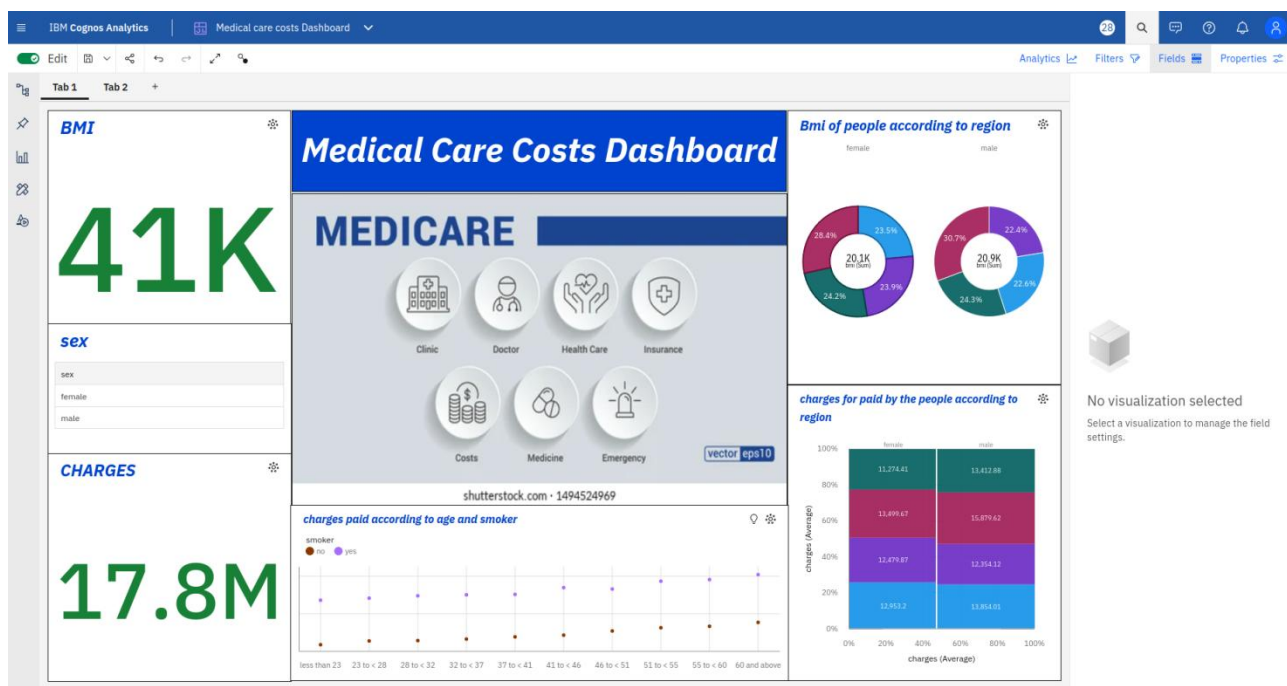 IBM Cognos Analytics
Medical care costs Dashboard
28
Edit
Analytics
Filters
Fields
Properties
Tab 1
Tab 2
+
BMI
41K
sex
sex
female
male
CHARGES
17.8M
Medical Care Costs Dashboard
MEDICARE
Clinic
Doctor
Health Care
Insurance
Costs
Medicine
Emergency
vector eps10
shutterstock.com · 1494524969
charges paid according to age and smoker
smoker
no
yes
less than 23
23 to < 28
28 to < 32
32 to < 37
37 to < 41
41 to < 46
46 to < 51
51 to < 55
55 to < 60
60 and above
Bmi of people according to region
female
male
28.4%
23.5%
20.1K
bmi (Sum)
24.2%
23.9%
30.7%
22.4%
20.9K
bmi (Sum)
24.3%
22.6%
charges for paid by the people according to
region
female
male
100%
80%
60%
40%
20%
0%
charges (Average)
11,274.41
13,412.88
13,499.67
15,879.62
12,479.87
12,354.12
12,953.2
13,854.01
0%
20%
40%
60%
80%
100%
charges (Average)
No visualization selected
Select a visualization to manage the field
settings.